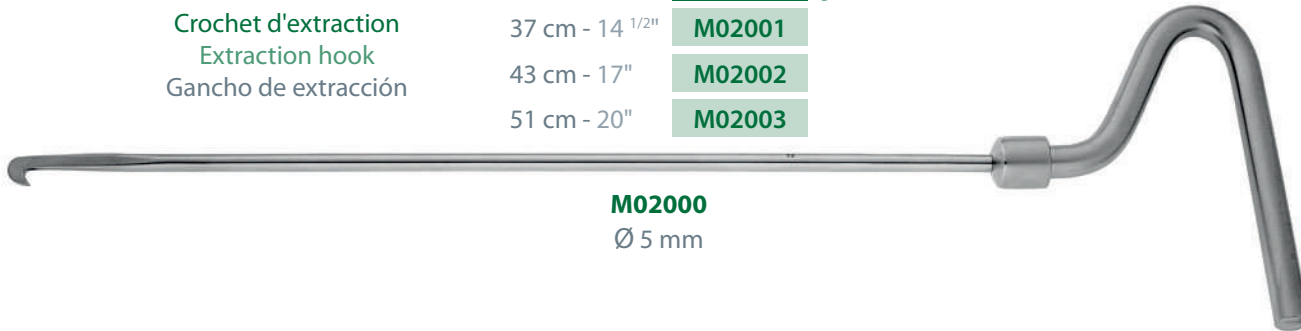 Crochet d'extraction
Extraction hook
Gancho de extracción
37 cm - 14 1/2" M02001
43 cm - 17" M02002
51 cm - 20" M02003
M02000
Ø 5 mm